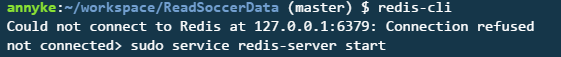 annyke:~/workspace/ReadSoccerData (master) $ redis-cli
Could not connect to Redis at 127.0.0.1:6379: Connection refused
not connected> sudo service redis-server start